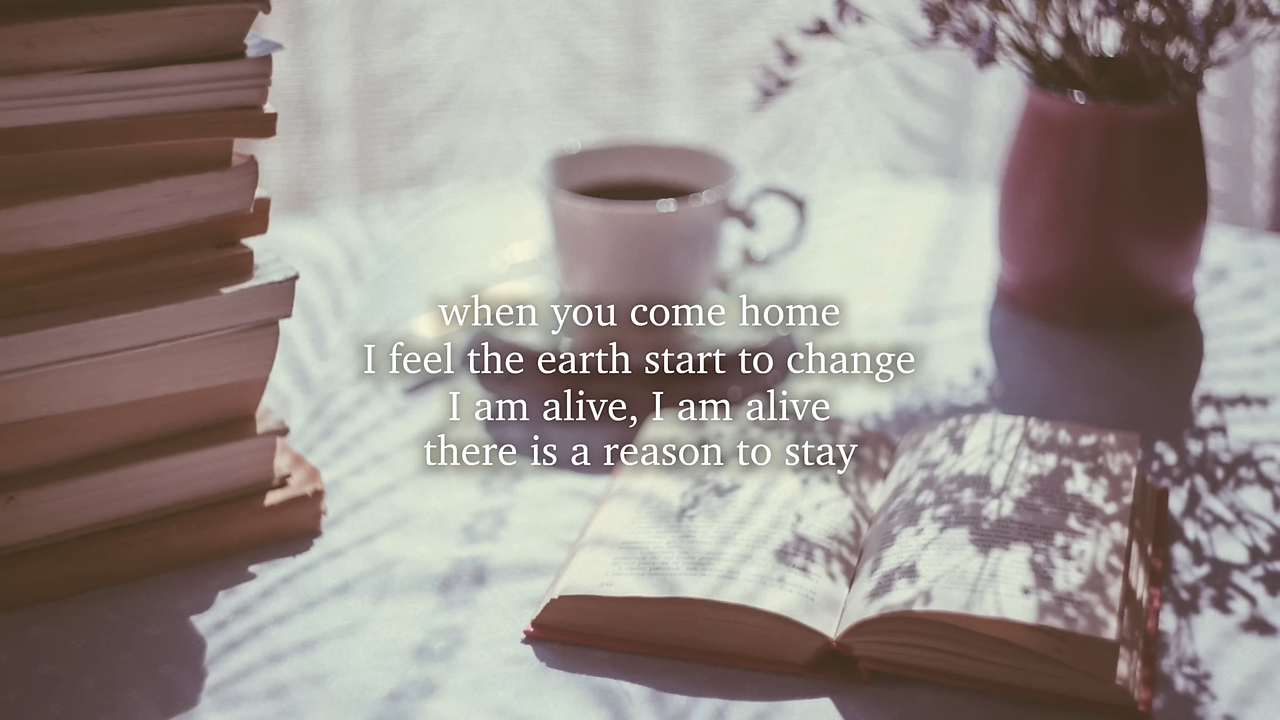 when you come home
I feel the earth start to change
I am alive, I am alive
there is a reason to stay